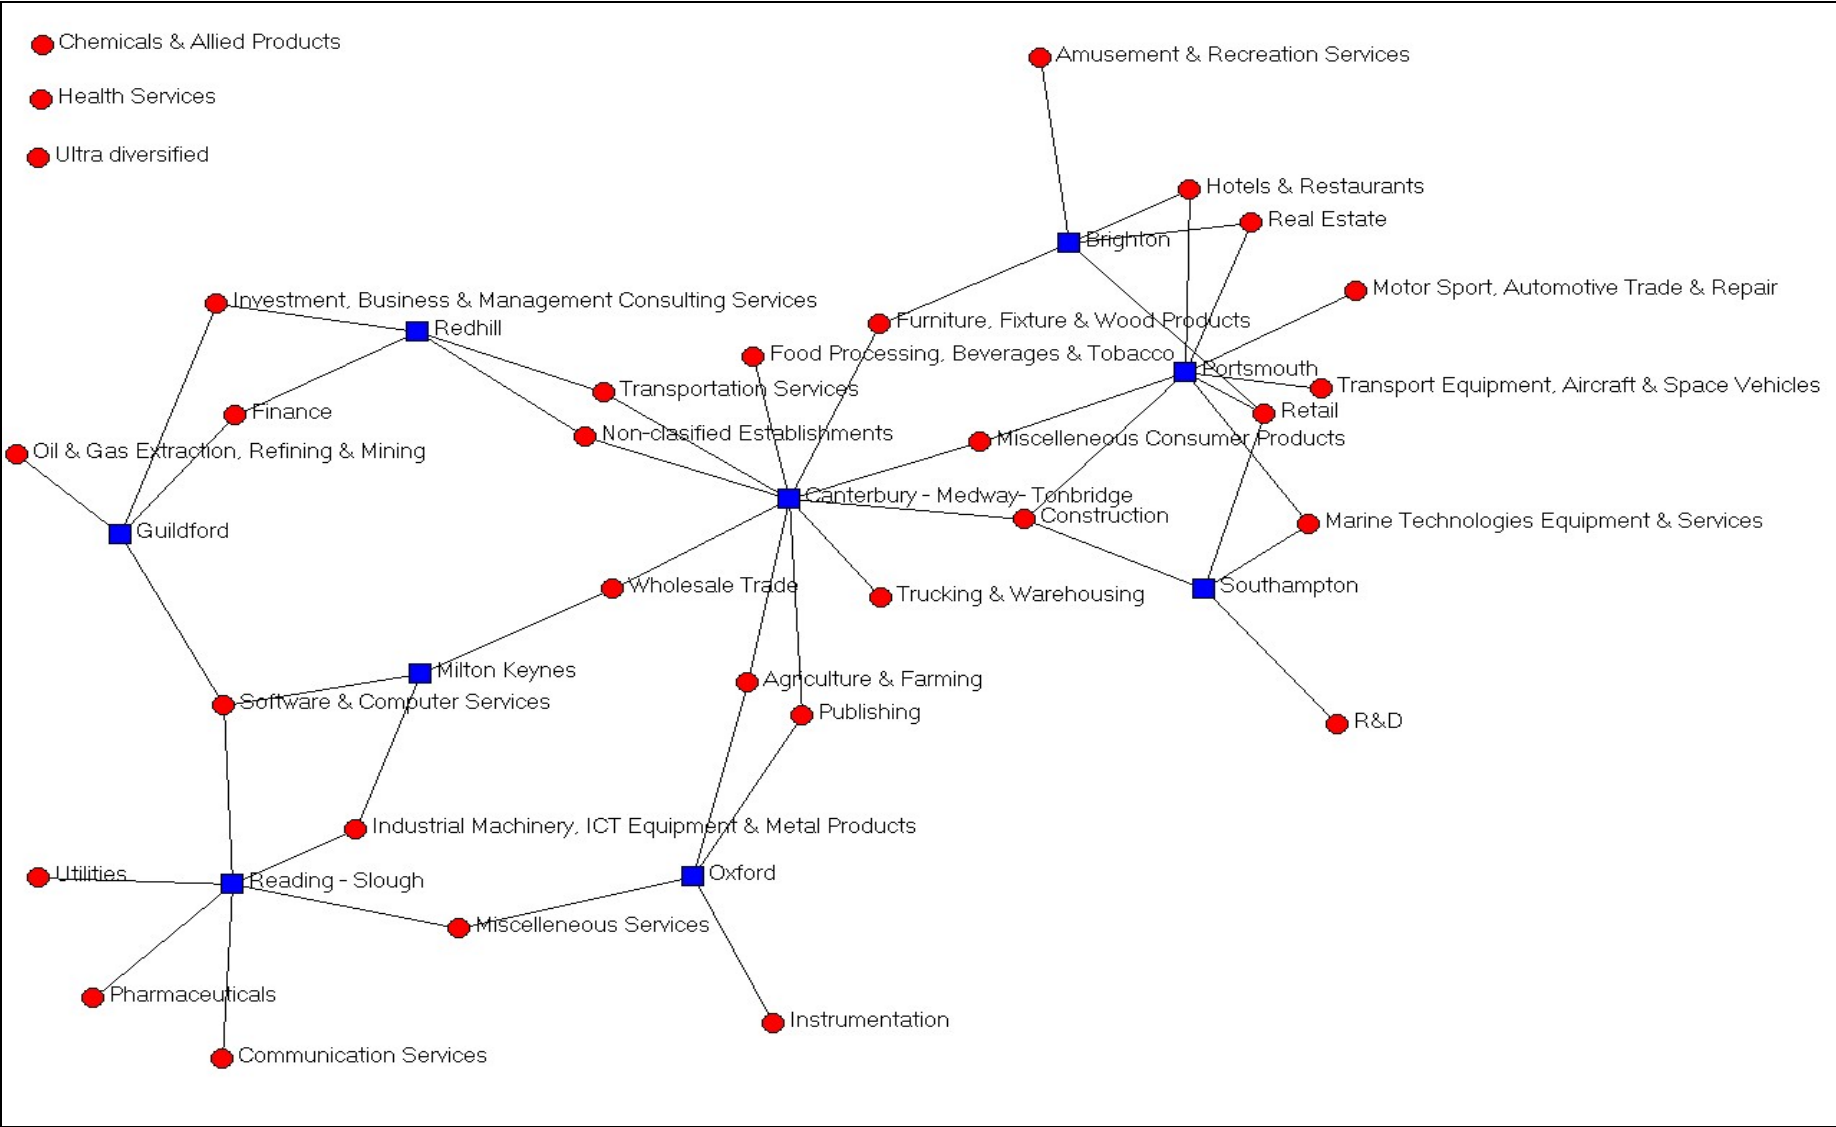 Chemicals & Allied Products
Amusement & Recreation Services
Health Services
Ultra diversified
Hotels & Restaurants
Real Estate
Brighton
Motor Sport, Automotive Trade & Repair
Investment, Business & Management Consulting Services
Redhill
Furniture, Fixture & Wood Products
Food Processing, Beverages & Tobacco
Portsmouth
Transportation Services
Transport Equipment, Aircraft & Space Vehicles
Finance
Retail
Non-clasified Establishments
Miscelleneous Consumer Products
Oil & Gas Extraction, Refining & Mining
Canterbury - Medway- Tonbridge
Construction
Marine Technologies Equipment & Services
Guildford
Wholesale Trade
Trucking & Warehousing
Southampton
Milton Keynes
Agriculture & Farming
Software & Computer Services
Publishing
R&D
Industrial Machinery, ICT Equipment & Metal Products
Utilities
Reading - Slough
Oxford
Miscelleneous Services
Pharmaceuticals
Instrumentation
Communication Services